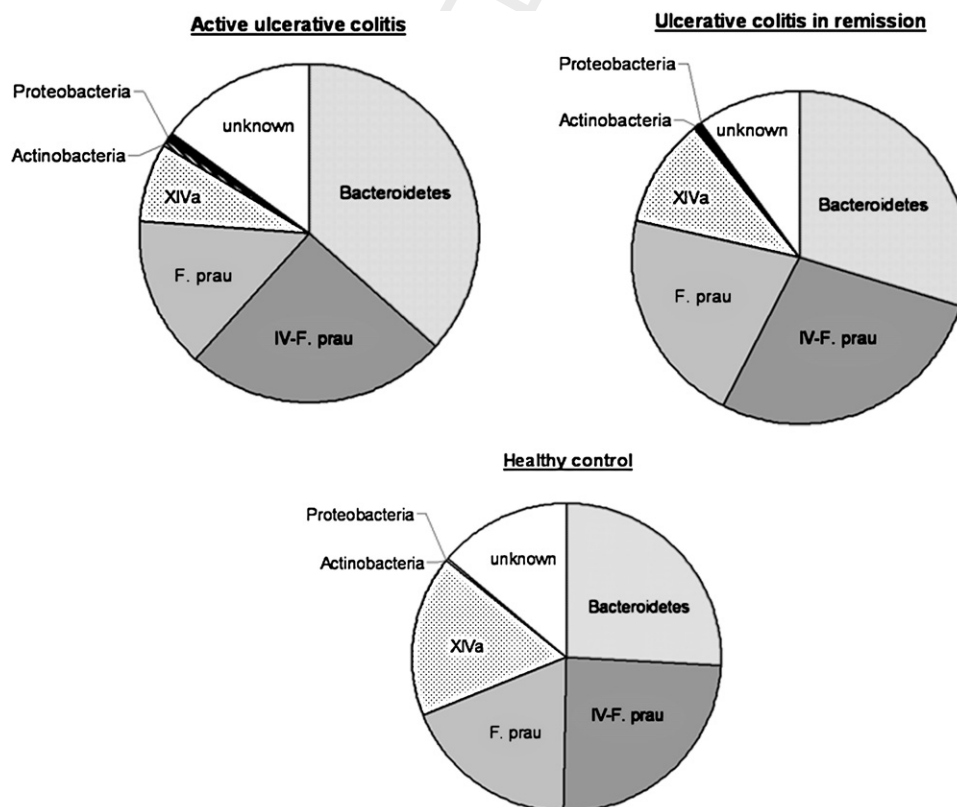 Active ulcerative colitis
Proteobacteria
Actinobacteria
unknown
XIVa
Bacteroidetes
F. prau
IV-F. prau
Ulcerative colitis in remission
Proteobacteria
Actinobacteria
unknown
XIVa
Bacteroidetes
F. prau
IV-F. prau
Healthy control
Proteobacteria
Actinobacteria
unknown
Bacteroidetes
XIVa
F. prau
IV-F. prau